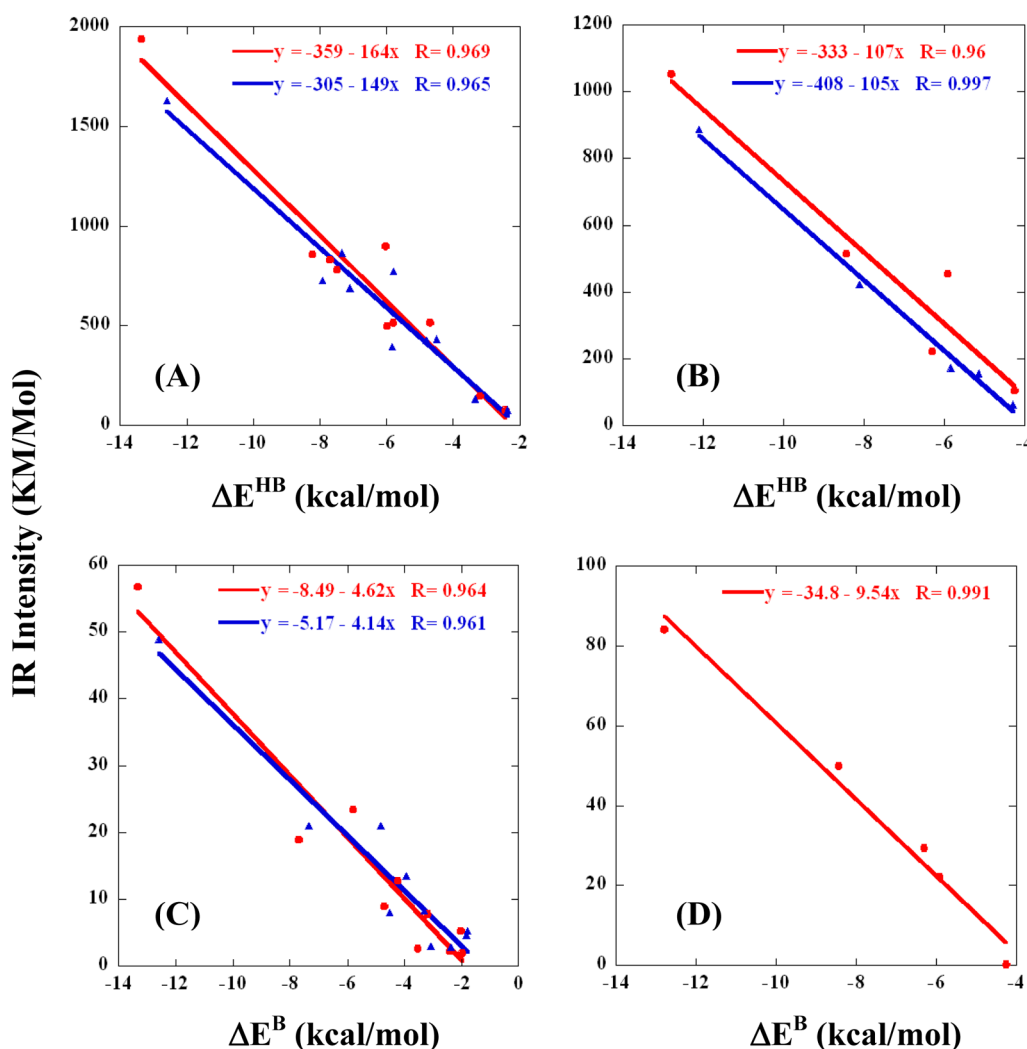 2000
1500
1000
500
0
y = -359 - 164x R= 0.969
y = -305 - 149x R= 0.965
(A)
-14 -12 -10 -8 -6 -4 -2
ΔE^HB (kcal/mol)
1200
1000
800
600
400
200
0
y = -333 - 107x R= 0.96
y = -408 - 105x R= 0.997
(B)
-14 -12 -10 -8 -6 -4
ΔE^HB (kcal/mol)
IR Intensity (KM/Mol)
60
50
40
30
20
10
0
y = -8.49 - 4.62x R= 0.964
y = -5.17 - 4.14x R= 0.961
(C)
-14 -12 -10 -8 -6 -4 -2 0
ΔE^B (kcal/mol)
100
80
60
40
20
0
y = -34.8 - 9.54x R= 0.991
(D)
-14 -12 -10 -8 -6 -4
ΔE^B (kcal/mol)